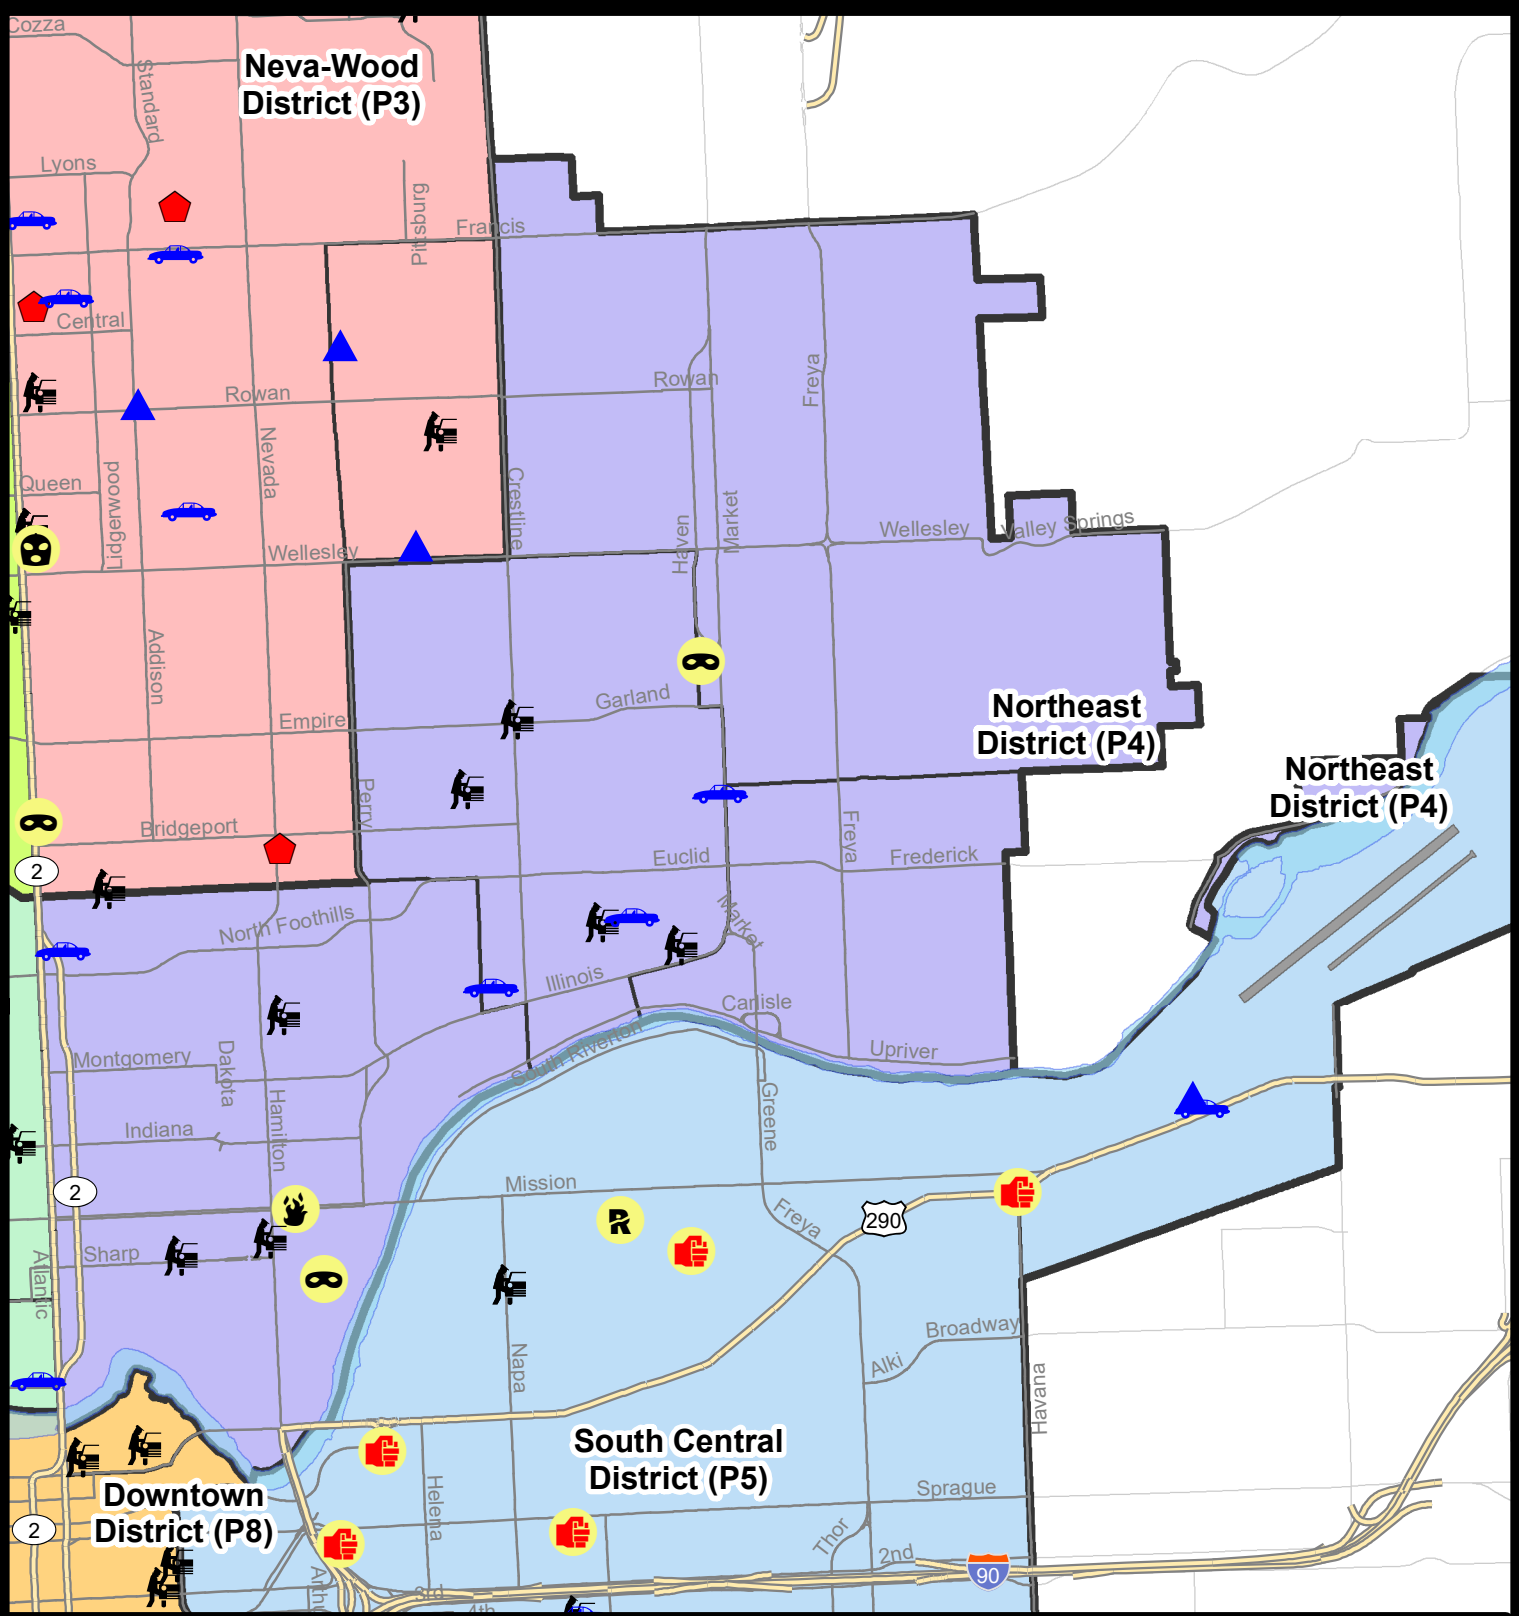 Cozza
Neva-Wood
District (P3)
Standard
Lyons
Pittsburg
Francis
Central
Rowan
Rowan
Freya
Nevada
Queen
Lidgerwood
Crestline
Market
Haven
Wellesley
Wellesley
Valley Springs
Addison
Garland
Empire
Northeast
District (P4)
Northeast
District (P4)
Perry
Bridgeport
Euclid
Freya
Frederick
2
North Foothills
Market
Illinois
Carlisle
South Riverton
Upriver
Montgomery
Dakota
Hamilton
Greene
Indiana
2
Mission
Freya
290
Sharp
Atlantic
Broadway
Alki
Napa
Havana
South Central
District (P5)
Downtown
District (P8)
Helena
Sprague
2
Thor
2nd
90
3rd
4th